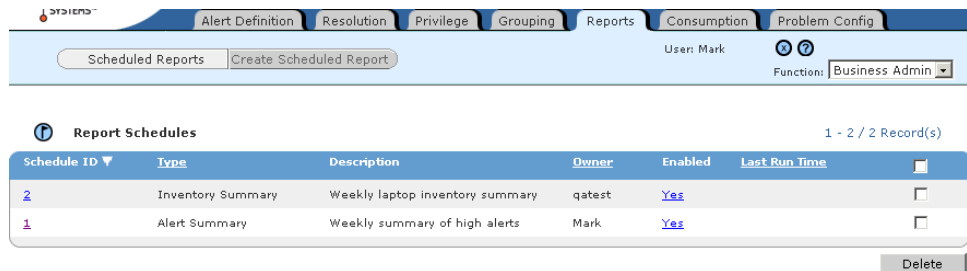 SYSTEMS
Alert Definition Resolution Privilege Grouping Reports Consumption Problem Config
Scheduled Reports Create Scheduled Report User: Mark
Function: Business Admin
Report Schedules 1 - 2 / 2 Record(s)
Schedule ID Type Description Owner Enabled Last Run Time
2 Inventory Summary Weekly laptop inventory summary qatest Yes
1 Alert Summary Weekly summary of high alerts Mark Yes
Delete